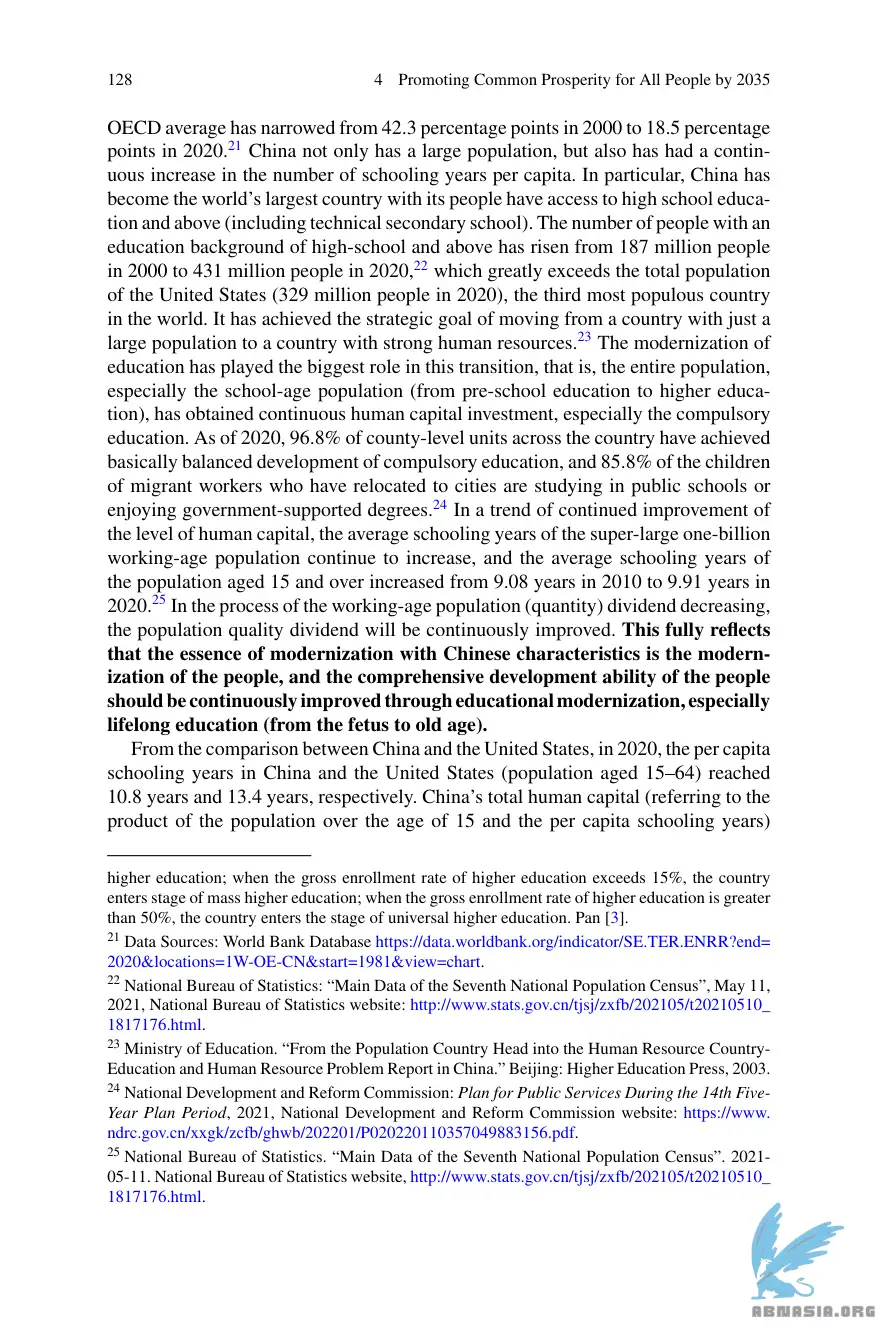 128 4 Promoting Common Prosperity for All People by 2035
OECD average has narrowed from 42.3 percentage points in 2000 to 18.5 percentage
points in 2020.21 China not only has a large population, but also has had a contin-
uous increase in the number of schooling years per capita. In particular, China has
become the world's largest country with its people have access to high school educa-
tion and above (including technical secondary school). The number of people with an
education background of high-school and above has risen from 187 million people
in 2000 to 431 million people in 2020,22 which greatly exceeds the total population
of the United States (329 million people in 2020), the third most populous country
in the world. It has achieved the strategic goal of moving from a country with just a
large population to a country with strong human resources.23 The modernization of
education has played the biggest role in this transition, that is, the entire population,
especially the school-age population (from pre-school education to higher educa-
tion), has obtained continuous human capital investment, especially the compulsory
education. As of 2020, 96.8% of county-level units across the country have achieved
basically balanced development of compulsory education, and 85.8% of the children
of migrant workers who have relocated to cities are studying in public schools or
enjoying government-supported degrees.24 In a trend of continued improvement of
the level of human capital, the average schooling years of the super-large one-billion
working-age population continue to increase, and the average schooling years of
the population aged 15 and over increased from 9.08 years in 2010 to 9.91 years in
2020.25 In the process of the working-age population (quantity) dividend decreasing,
the population quality dividend will be continuously improved. This fully reflects
that the essence of modernization with Chinese characteristics is the modern-
ization of the people, and the comprehensive development ability of the people
should be continuously improved through educational modernization, especially
lifelong education (from the fetus to old age).
From the comparison between China and the United States, in 2020, the per capita
schooling years in China and the United States (population aged 15–64) reached
10.8 years and 13.4 years, respectively. China's total human capital (referring to the
product of the population over the age of 15 and the per capita schooling years)
higher education; when the gross enrollment rate of higher education exceeds 15%, the country
enters stage of mass higher education; when the gross enrollment rate of higher education is greater
than 50%, the country enters the stage of universal higher education. Pan [3].
21 Data Sources: World Bank Database https://data.worldbank.org/indicator/SE.TER.ENRR?end=
2020&locations=1W-OE-CN&start=1981&view=chart.
22 National Bureau of Statistics: "Main Data of the Seventh National Population Census", May 11,
2021, National Bureau of Statistics website: http://www.stats.gov.cn/tjsj/zxfb/202105/t20210510_
1817176.html.
23 Ministry of Education. "From the Population Country Head into the Human Resource Country-
Education and Human Resource Problem Report in China." Beijing: Higher Education Press, 2003.
24 National Development and Reform Commission: Plan for Public Services During the 14th Five-
Year Plan Period, 2021, National Development and Reform Commission website: https://www.
ndrc.gov.cn/xxgk/zcfb/ghwb/202201/P020220110357049883156.pdf.
25 National Bureau of Statistics. "Main Data of the Seventh National Population Census". 2021-
05-11. National Bureau of Statistics website, http://www.stats.gov.cn/tjsj/zxfb/202105/t20210510_
1817176.html.
ABNASIA.ORG